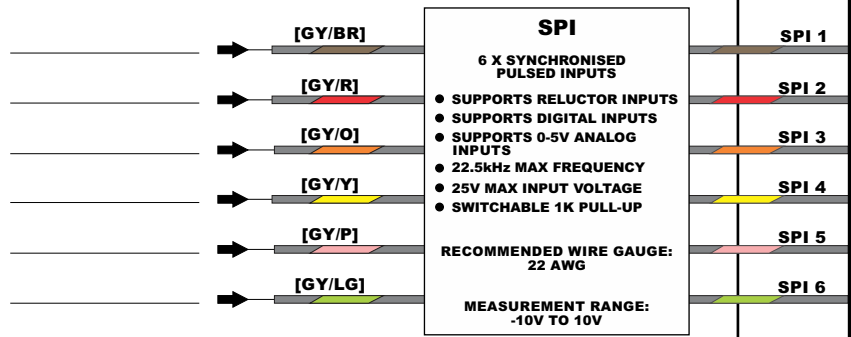 [GY/BR]
[GY/R]
[GY/O]
[GY/Y]
[GY/P]
[GY/LG]
SPI
6 X SYNCHRONISED
PULSED INPUTS
● SUPPORTS RELUCTOR INPUTS
● SUPPORTS DIGITAL INPUTS
● SUPPORTS 0-5V ANALOG
INPUTS
● 22.5kHz MAX FREQUENCY
● 25V MAX INPUT VOLTAGE
● SWITCHABLE 1K PULL-UP
RECOMMENDED WIRE GAUGE:
22 AWG
MEASUREMENT RANGE:
-10V TO 10V
SPI 1
SPI 2
SPI 3
SPI 4
SPI 5
SPI 6